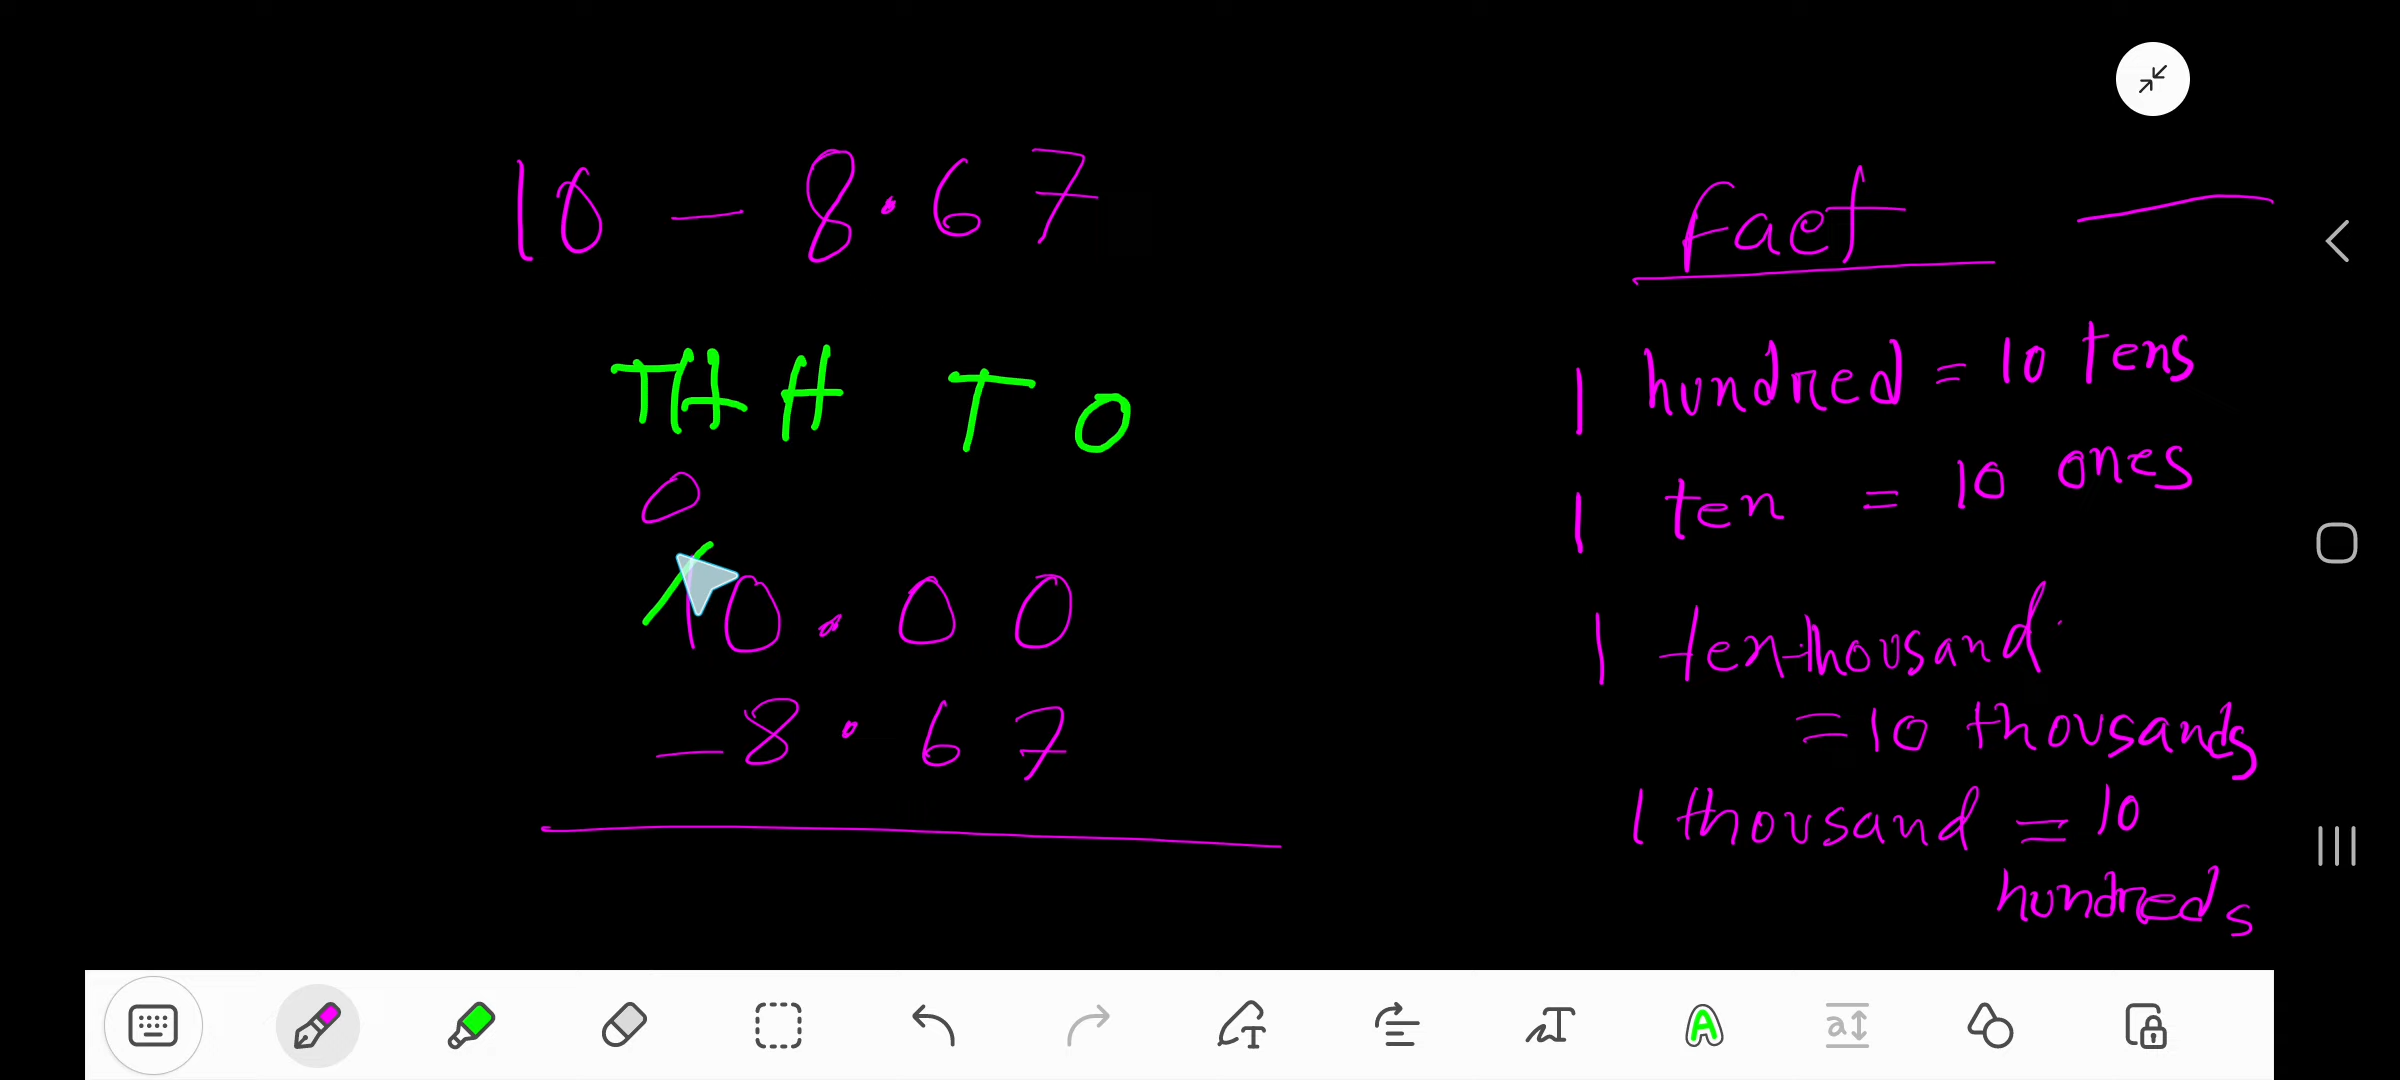 10 - 8.67
TH H T O
0
10.00
-8.67
Fact
1 hundred = 10 tens
1 ten = 10 ones
1 ten-thousand
= 10 thousands
1 thousand = 10
hundreds